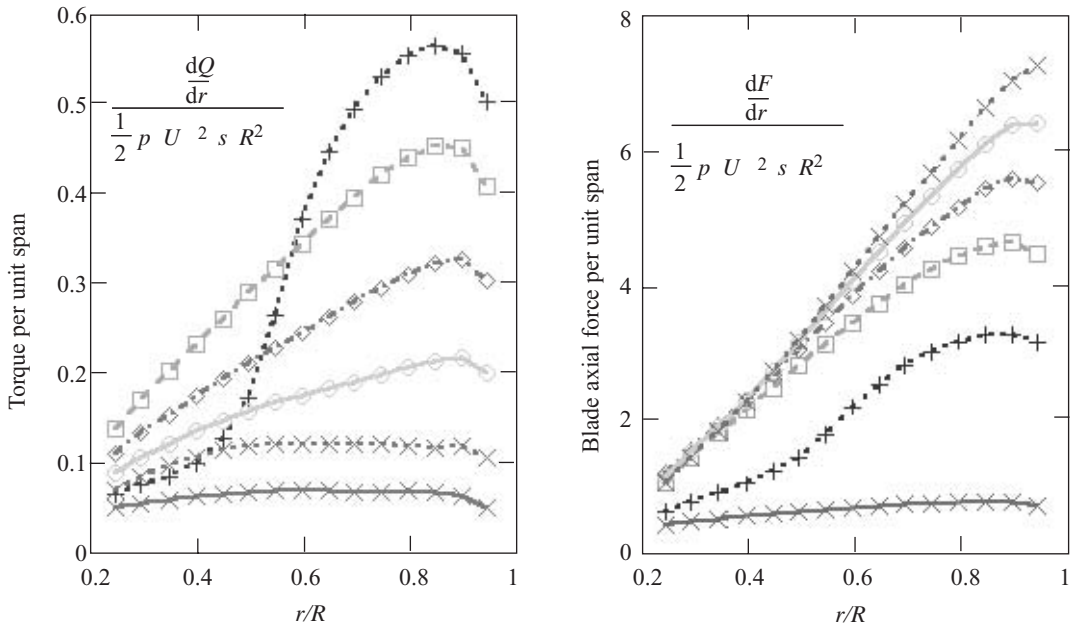 0.6
0.5
0.4
0.3
0.2
0.1
0
0.2 0.4 0.6 0.8 1
r/R
Torque per unit span
dQ
dr
1
2
p U 2 s R2
8
6
4
2
0
0.2 0.4 0.6 0.8 1
r/R
Blade axial force per unit span
dF
dr
1
2
p U 2 s R2